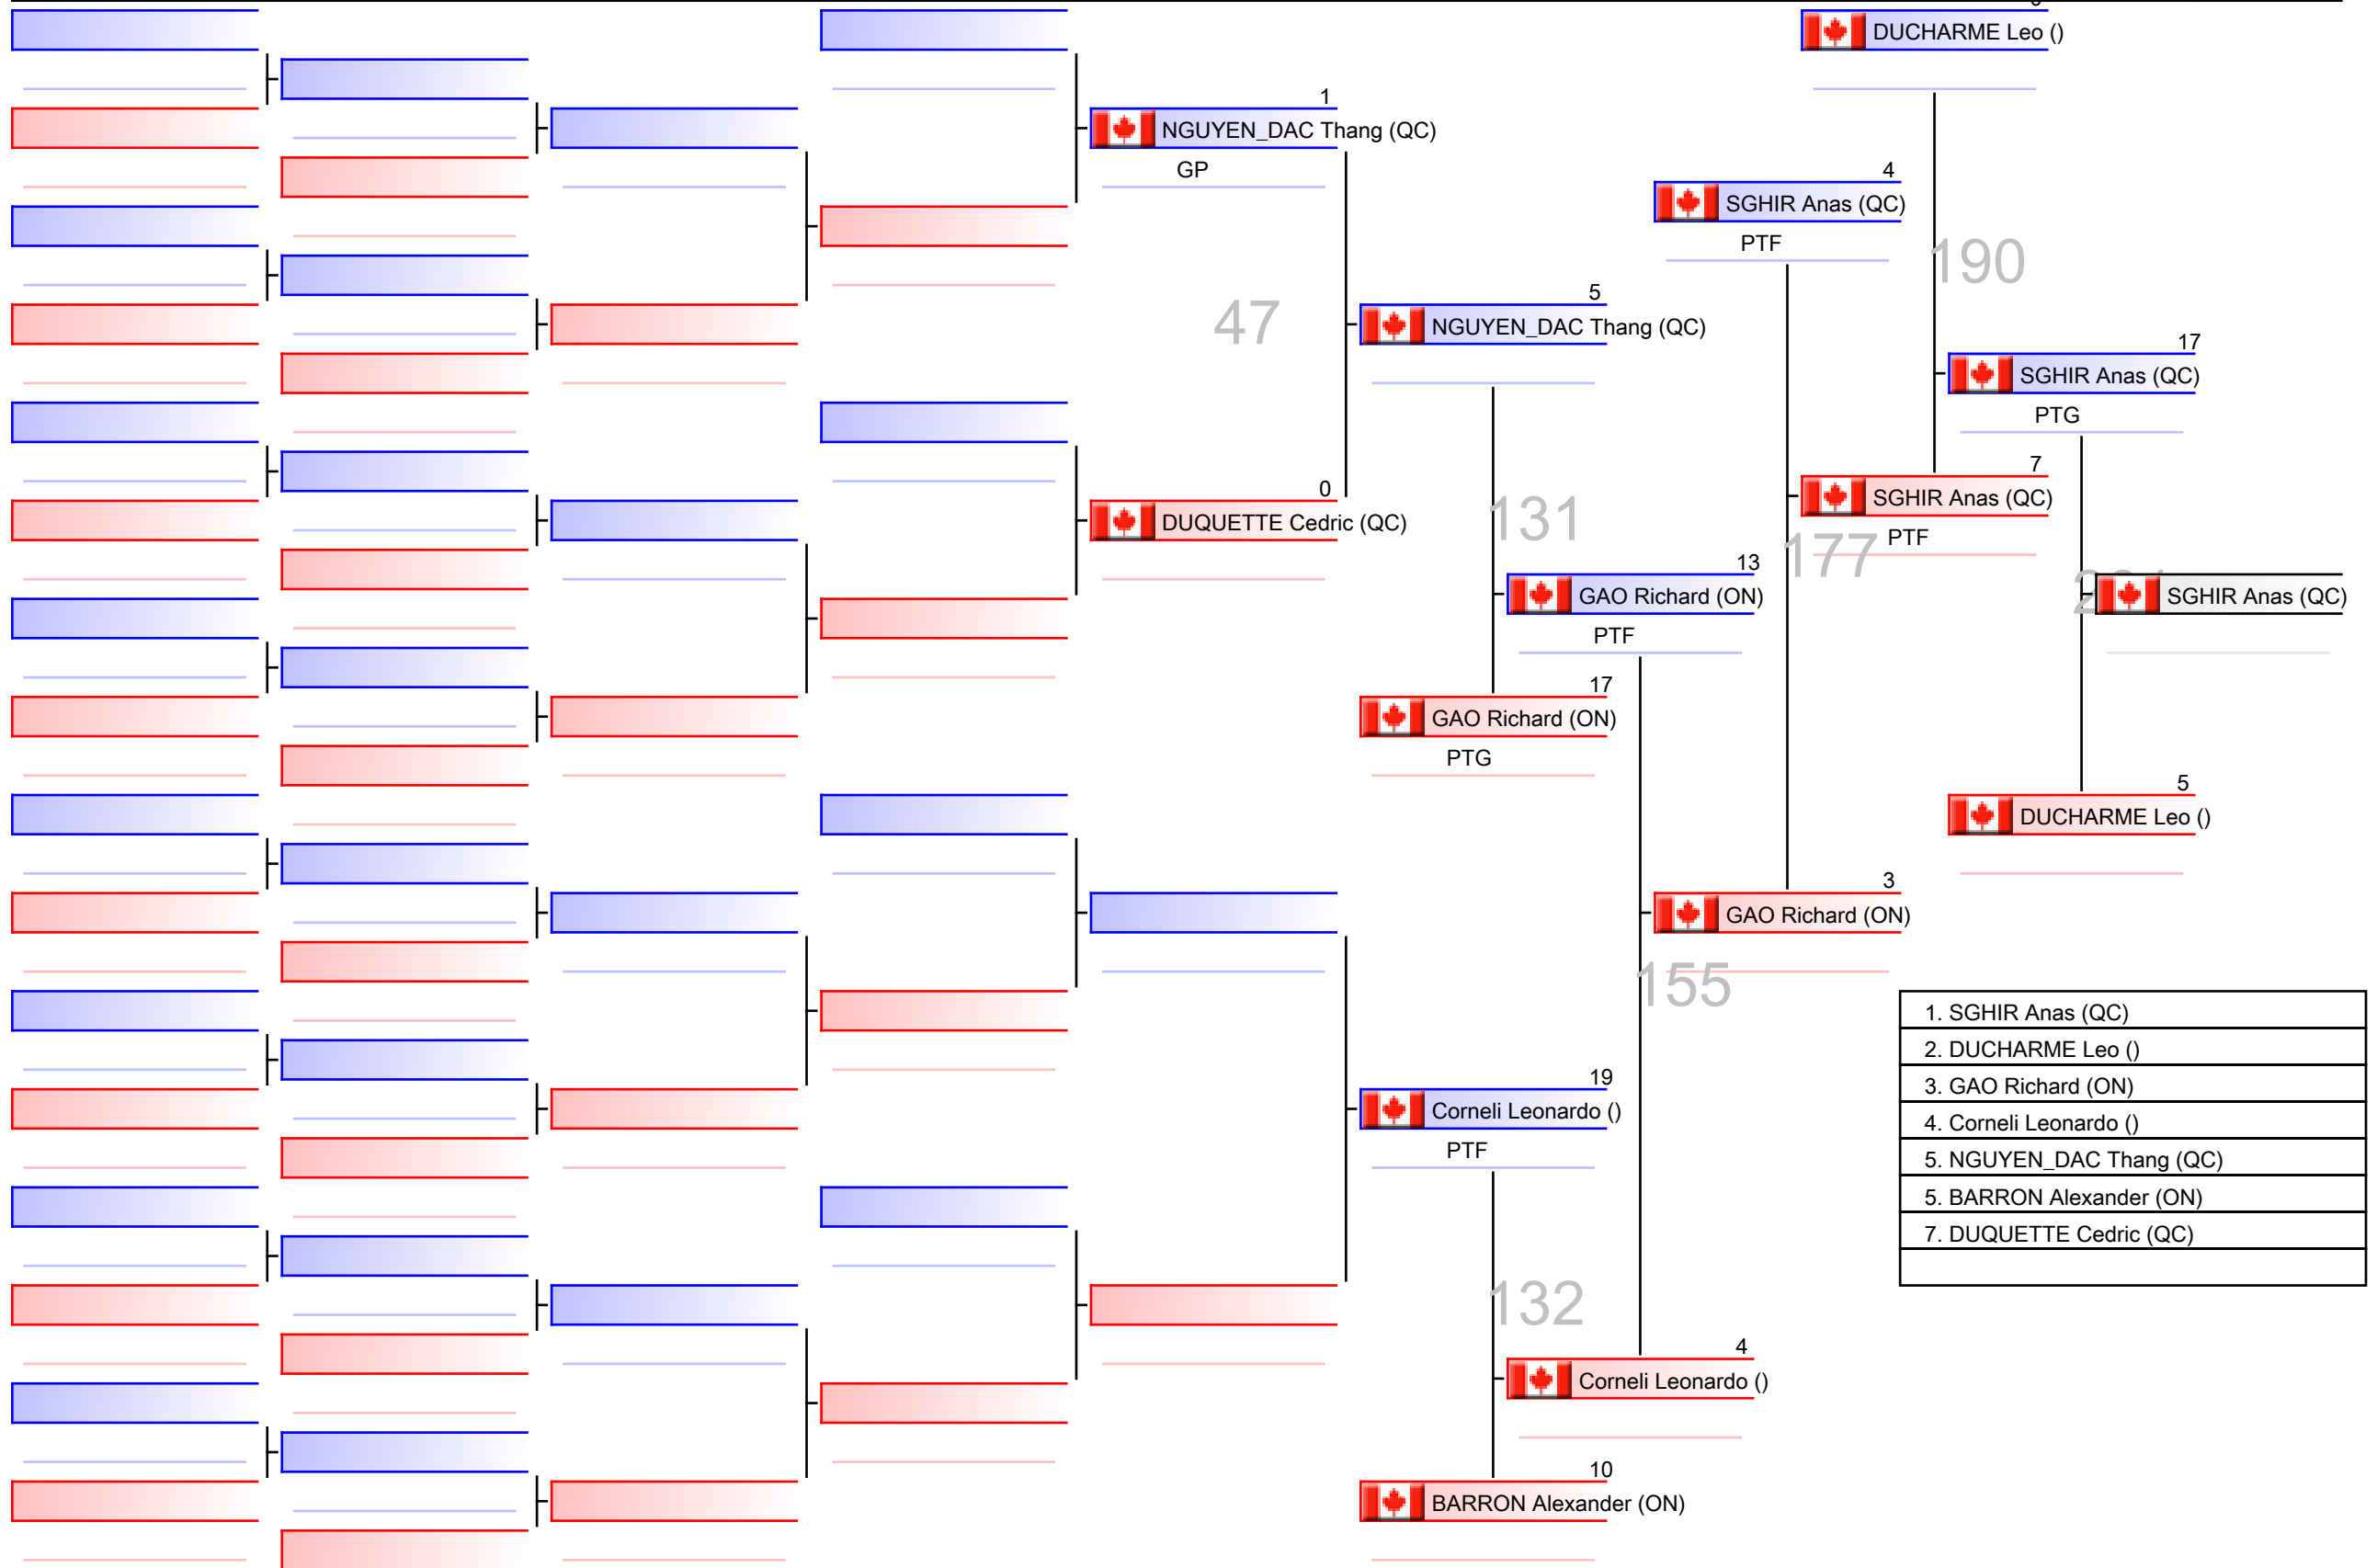 DUCHARME Leo ()
1
NGUYEN_DAC Thang (QC)
GP
4
SGHIR Anas (QC)
PTF
190
5
NGUYEN_DAC Thang (QC)
47
17
SGHIR Anas (QC)
PTG
0
DUQUETTE Cedric (QC)
131
7
SGHIR Anas (QC)
PTF
177
13
GAO Richard (ON)
PTF
SGHIR Anas (QC)
17
GAO Richard (ON)
PTG
5
DUCHARME Leo ()
3
GAO Richard (ON)
155
1. SGHIR Anas (QC)
2. DUCHARME Leo ()
3. GAO Richard (ON)
4. Corneli Leonardo ()
5. NGUYEN_DAC Thang (QC)
5. BARRON Alexander (ON)
7. DUQUETTE Cedric (QC)
19
Corneli Leonardo ()
PTF
132
4
Corneli Leonardo ()
10
BARRON Alexander (ON)